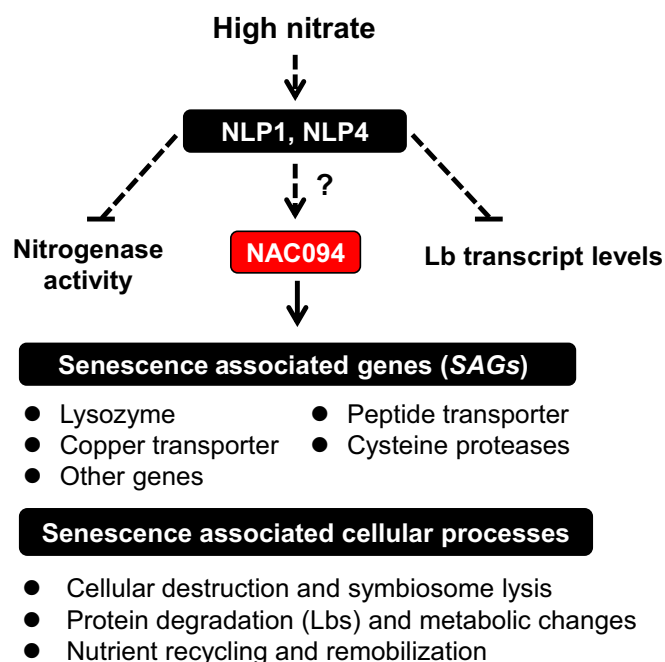 High nitrate
NLP1, NLP4
?
Nitrogenase
activity
NAC094
Lb transcript levels
Senescence associated genes (SAGs)
● Lysozyme
● Peptide transporter
● Copper transporter
● Cysteine proteases
● Other genes
Senescence associated cellular processes
● Cellular destruction and symbiosome lysis
● Protein degradation (Lbs) and metabolic changes
● Nutrient recycling and remobilization